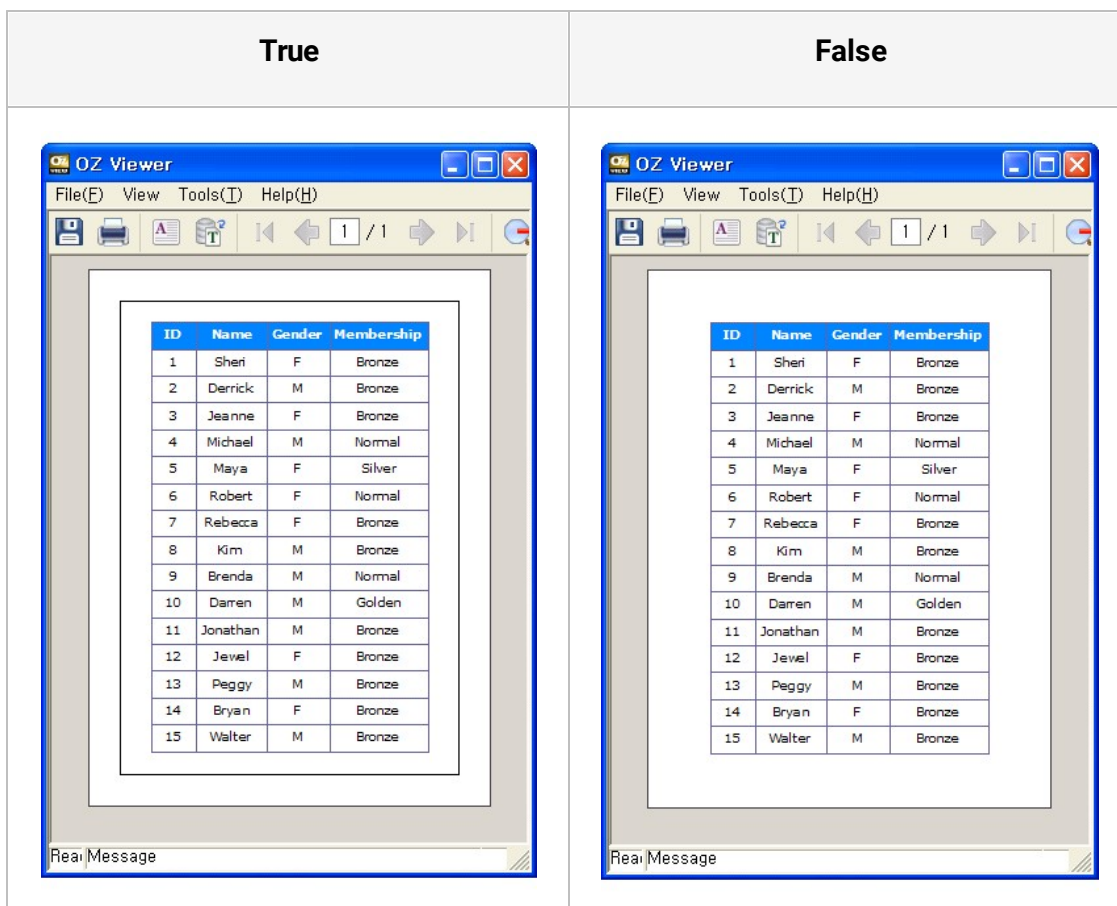 True False
OZ Viewer
File(F) View Tools(T) Help(H)
1 / 1
ID Name Gender Membership
1 Sheri F Bronze
2 Derrick M Bronze
3 Jeanne F Bronze
4 Michael M Normal
5 Maya F Silver
6 Robert F Normal
7 Rebecca F Bronze
8 Kim M Bronze
9 Brenda M Normal
10 Darren M Golden
11 Jonathan M Bronze
12 Jewel F Bronze
13 Peggy M Bronze
14 Bryan F Bronze
15 Walter M Bronze
Message
OZ Viewer
File(F) View Tools(T) Help(H)
1 / 1
ID Name Gender Membership
1 Sheri F Bronze
2 Derrick M Bronze
3 Jeanne F Bronze
4 Michael M Normal
5 Maya F Silver
6 Robert F Normal
7 Rebecca F Bronze
8 Kim M Bronze
9 Brenda M Normal
10 Darren M Golden
11 Jonathan M Bronze
12 Jewel F Bronze
13 Peggy M Bronze
14 Bryan F Bronze
15 Walter M Bronze
Message